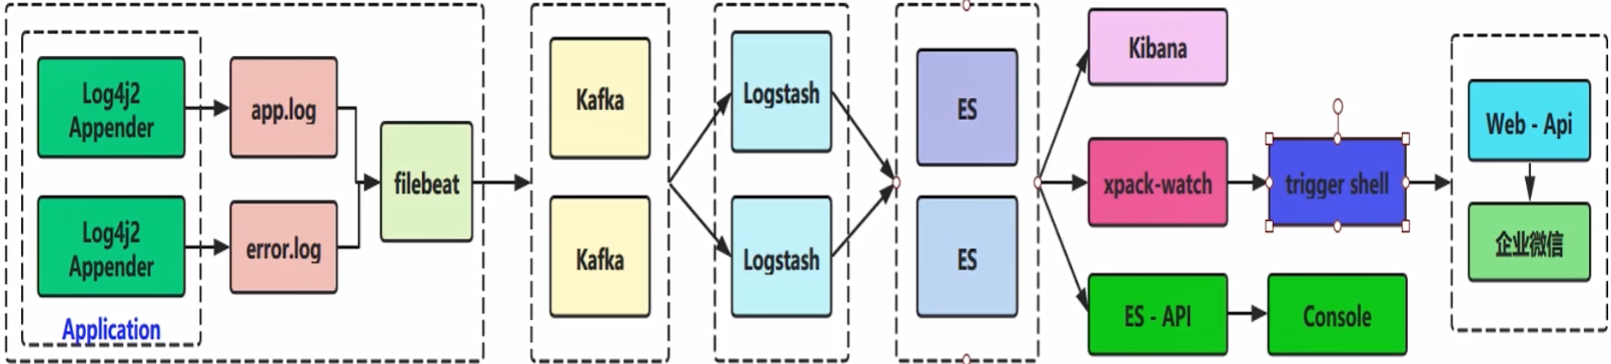 Log4j2
Appender
app.log
Log4j2
Appender
error.log
Application
filebeat
Kafka
Kafka
Logstash
Logstash
ES
ES
Kibana
xpack-watch
trigger shell
ES - API
Console
Web - Api
企业微信